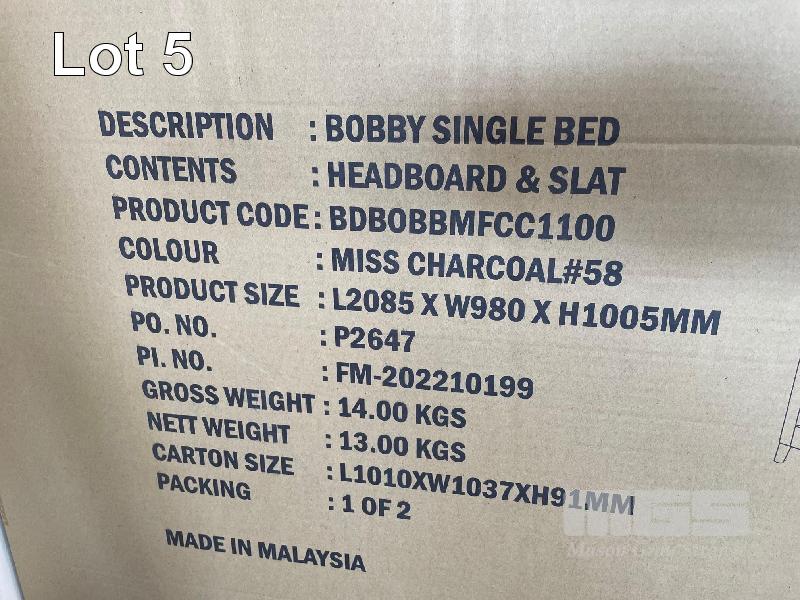 Lot 5
DESCRIPTION : BOBBY SINGLE BED
CONTENTS : HEADBOARD & SLAT
PRODUCT CODE : BDBOBBMFCC1100
COLOUR : MISS CHARCOAL#58
PRODUCT SIZE : L2085 X W980 X H1005MM
PO. NO. : P2647
PI. NO. : FM-202210199
GROSS WEIGHT : 14.00 KGS
NETT WEIGHT : 13.00 KGS
CARTON SIZE : L1010XW1037XH91MM
PACKING : 1 OF 2
MGS
MADE IN MALAYSIA